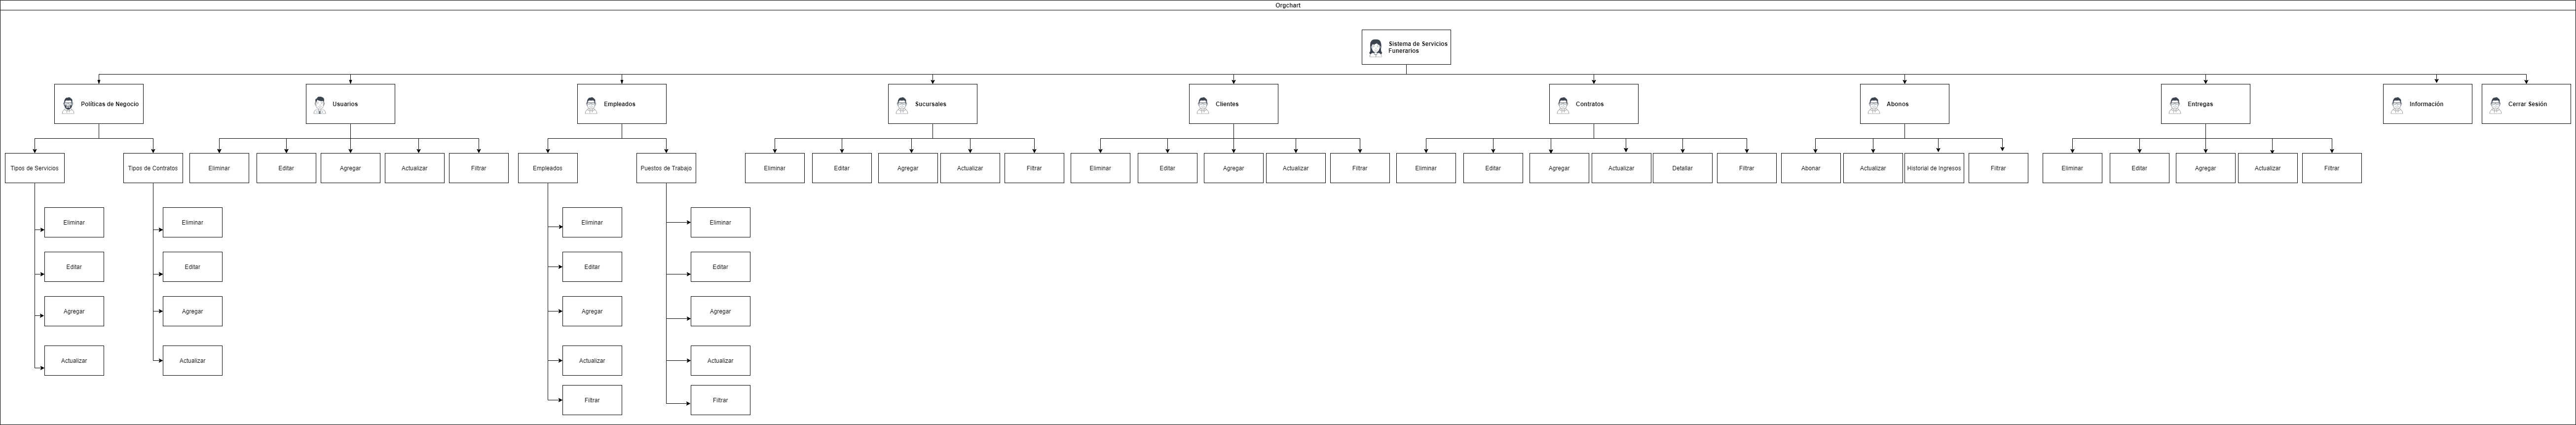 Orgchart
Sistema de Servicios
Funerarios
Políticas de Negocio
Usuarios
Empleados
Sucursales
Clientes
Contratos
Abonos
Entregas
Información
Cerrar Sesión
Tipos de Servicios
Tipos de Contratos
Eliminar
Editar
Agregar
Actualizar
Filtrar
Empleados
Puestos de Trabajo
Eliminar
Editar
Agregar
Actualizar
Filtrar
Eliminar
Editar
Agregar
Actualizar
Filtrar
Eliminar
Editar
Agregar
Actualizar
Detallar
Filtrar
Abonar
Actualizar
Historial de Ingresos
Filtrar
Eliminar
Editar
Agregar
Actualizar
Filtrar
Eliminar
Eliminar
Eliminar
Eliminar
Editar
Editar
Editar
Editar
Agregar
Agregar
Agregar
Agregar
Actualizar
Actualizar
Actualizar
Actualizar
Filtrar
Filtrar